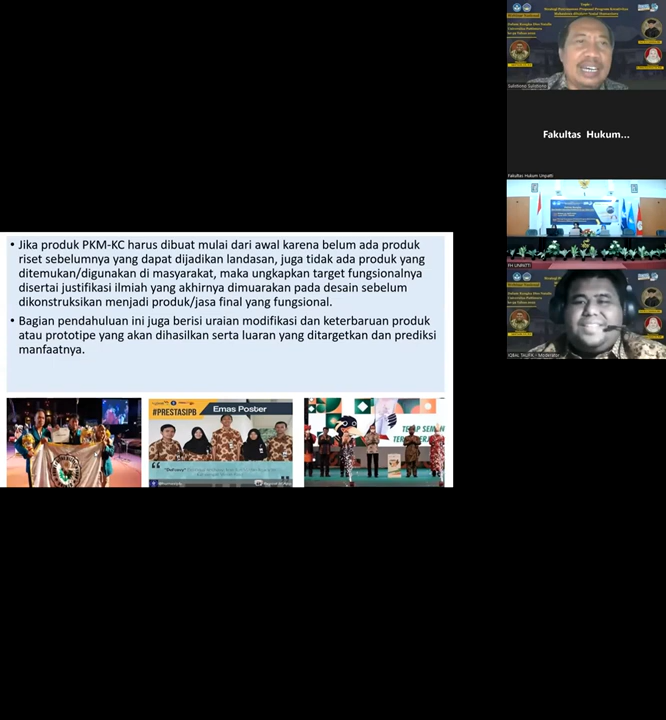 • Jika produk PKM-KC harus dibuat mulai dari awal karena belum ada produk
riset sebelumnya yang dapat dijadikan landasan, juga tidak ada produk yang
ditemukan/digunakan di masyarakat, maka ungkapkan target fungsionalnya
disertai justifikasi ilmiah yang akhirnya dimuarakan pada desain sebelum
dikonstruksikan menjadi produk/jasa final yang fungsional.
• Bagian pendahuluan ini juga berisi uraian modifikasi dan keterbaruan produk
atau prototipe yang akan dihasilkan serta luaran yang ditargetkan dan prediksi
manfaatnya.
#PRESTASIPB
Emas Poster
Fakultas Hukum...
Fakultas Hukum Unpatti
FH UNPATTI
IQBAL TAUFIK - Moderator